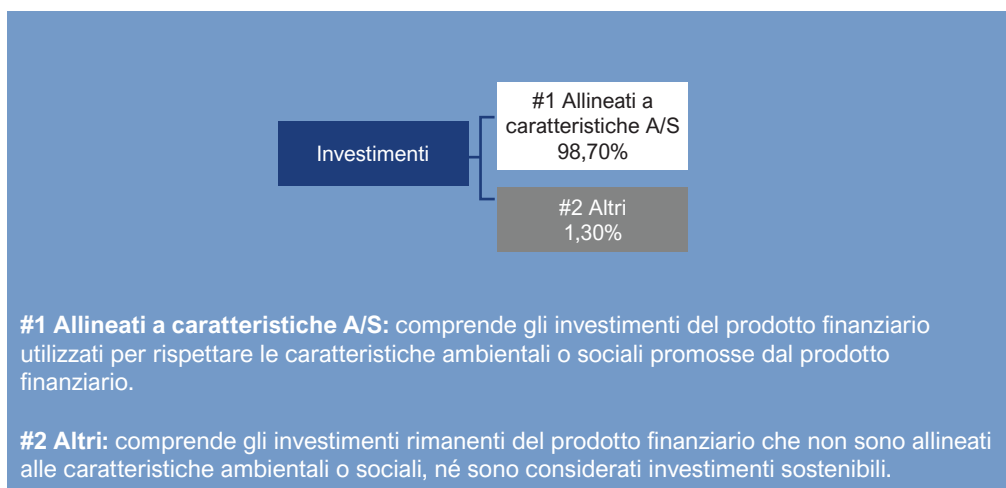 Investimenti
#1 Allineati a
caratteristiche A/S
98,70%
#2 Altri
1,30%
#1 Allineati a caratteristiche A/S: comprende gli investimenti del prodotto finanziario
utilizzati per rispettare le caratteristiche ambientali o sociali promosse dal prodotto
finanziario.
#2 Altri: comprende gli investimenti rimanenti del prodotto finanziario che non sono allineati
alle caratteristiche ambientali o sociali, né sono considerati investimenti sostenibili.